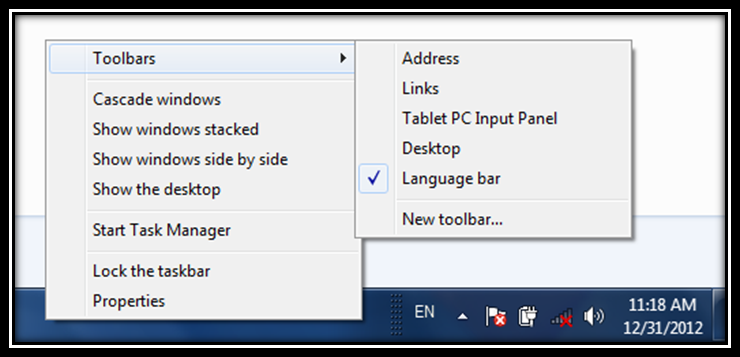 Toolbars
Cascade windows
Show windows stacked
Show windows side by side
Show the desktop
Start Task Manager
Lock the taskbar
Properties
Address
Links
Tablet PC Input Panel
Desktop
Language bar
New toolbar...
EN
11:18 AM
12/31/2012